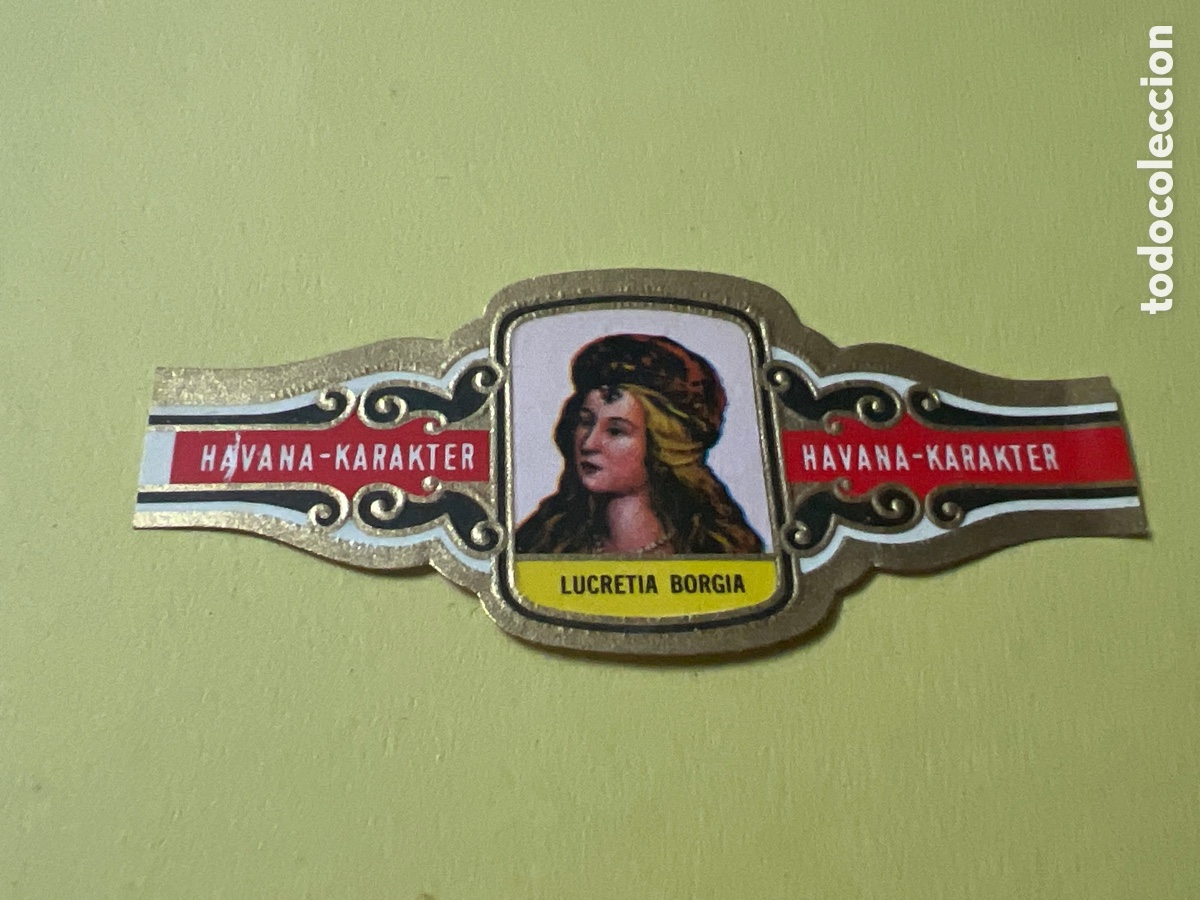 HAVANA-KARAKTER
HAVANA-KARAKTER
LUCRETIA BORGIA
todocoleccion